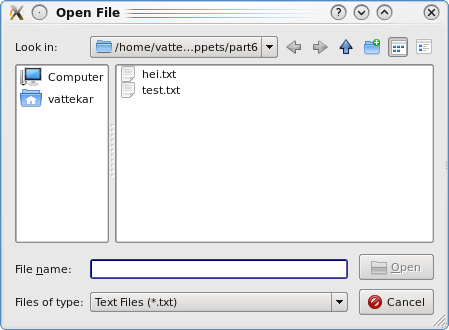 Open File
Look in: /home/vatte...ppets/part6
Computer
vattekar
hei.txt
test.txt
File name:
Open
Files of type: Text Files (*.txt)
Cancel